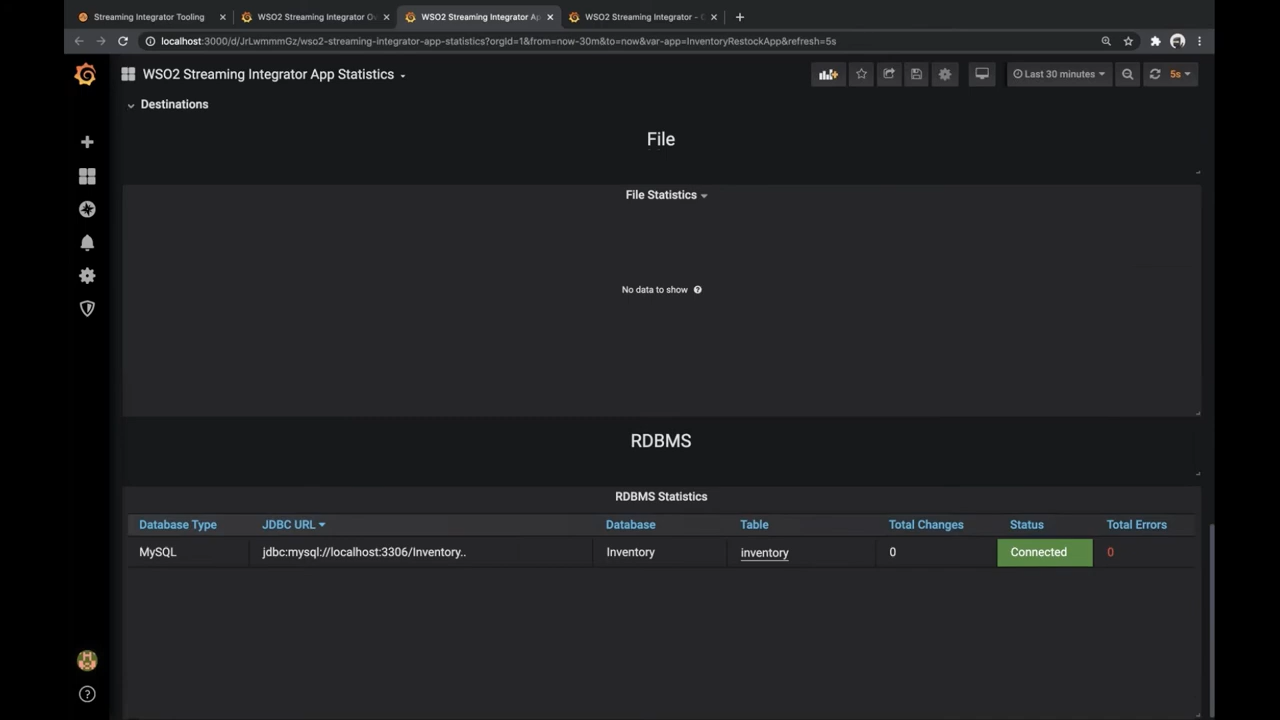 Streaming Integrator Tooling
WSO2 Streaming Integrator Ov
WSO2 Streaming Integrator Ap
WSO2 Streaming Integrator -
localhost:3000/d/JrLwmmmGz/wso2-streaming-integrator-app-statistics?orgId=1&from=now-30m&to=now&var-app=InventoryRestockApp&refresh=5s
WSO2 Streaming Integrator App Statistics
Last 30 minutes
5s
Destinations
File
File Statistics
No data to show
RDBMS
RDBMS Statistics
Database Type JDBC URL Database Table Total Changes Status Total Errors
MySQL jdbc:mysql://localhost:3306/Inventory.. Inventory inventory 0 Connected 0